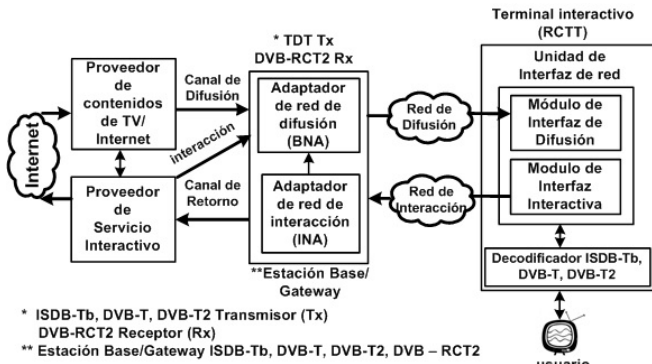 Terminal interactivo
(RCTT)
* TDT Tx
DVB-RCT2 Rx
Internet
Proveedor
de
contenidos
de TV/
Internet
Canal de
Difusión
interacción
Canal de
Retorno
Proveedor
de
Servicio
Interactivo
Adaptador
de red de
difusión
(BNA)
Adaptador
de red de
interacción
(INA)
**Estación Base/
Gateway
Red de
Difusión
Red de
Interacción
Unidad de
Interfaz de red
Módulo de
Interfaz de
Difusión
Modulo de
Interfaz
Interactiva
Decodificador ISDB-Tb,
DVB-T, DVB-T2
usuario
* ISDB-Tb, DVB-T, DVB-T2 Transmisor (Tx)
DVB-RCT2 Receptor (Rx)
** Estación Base/Gateway ISDB-Tb, DVB-T, DVB-T2, DVB – RCT2